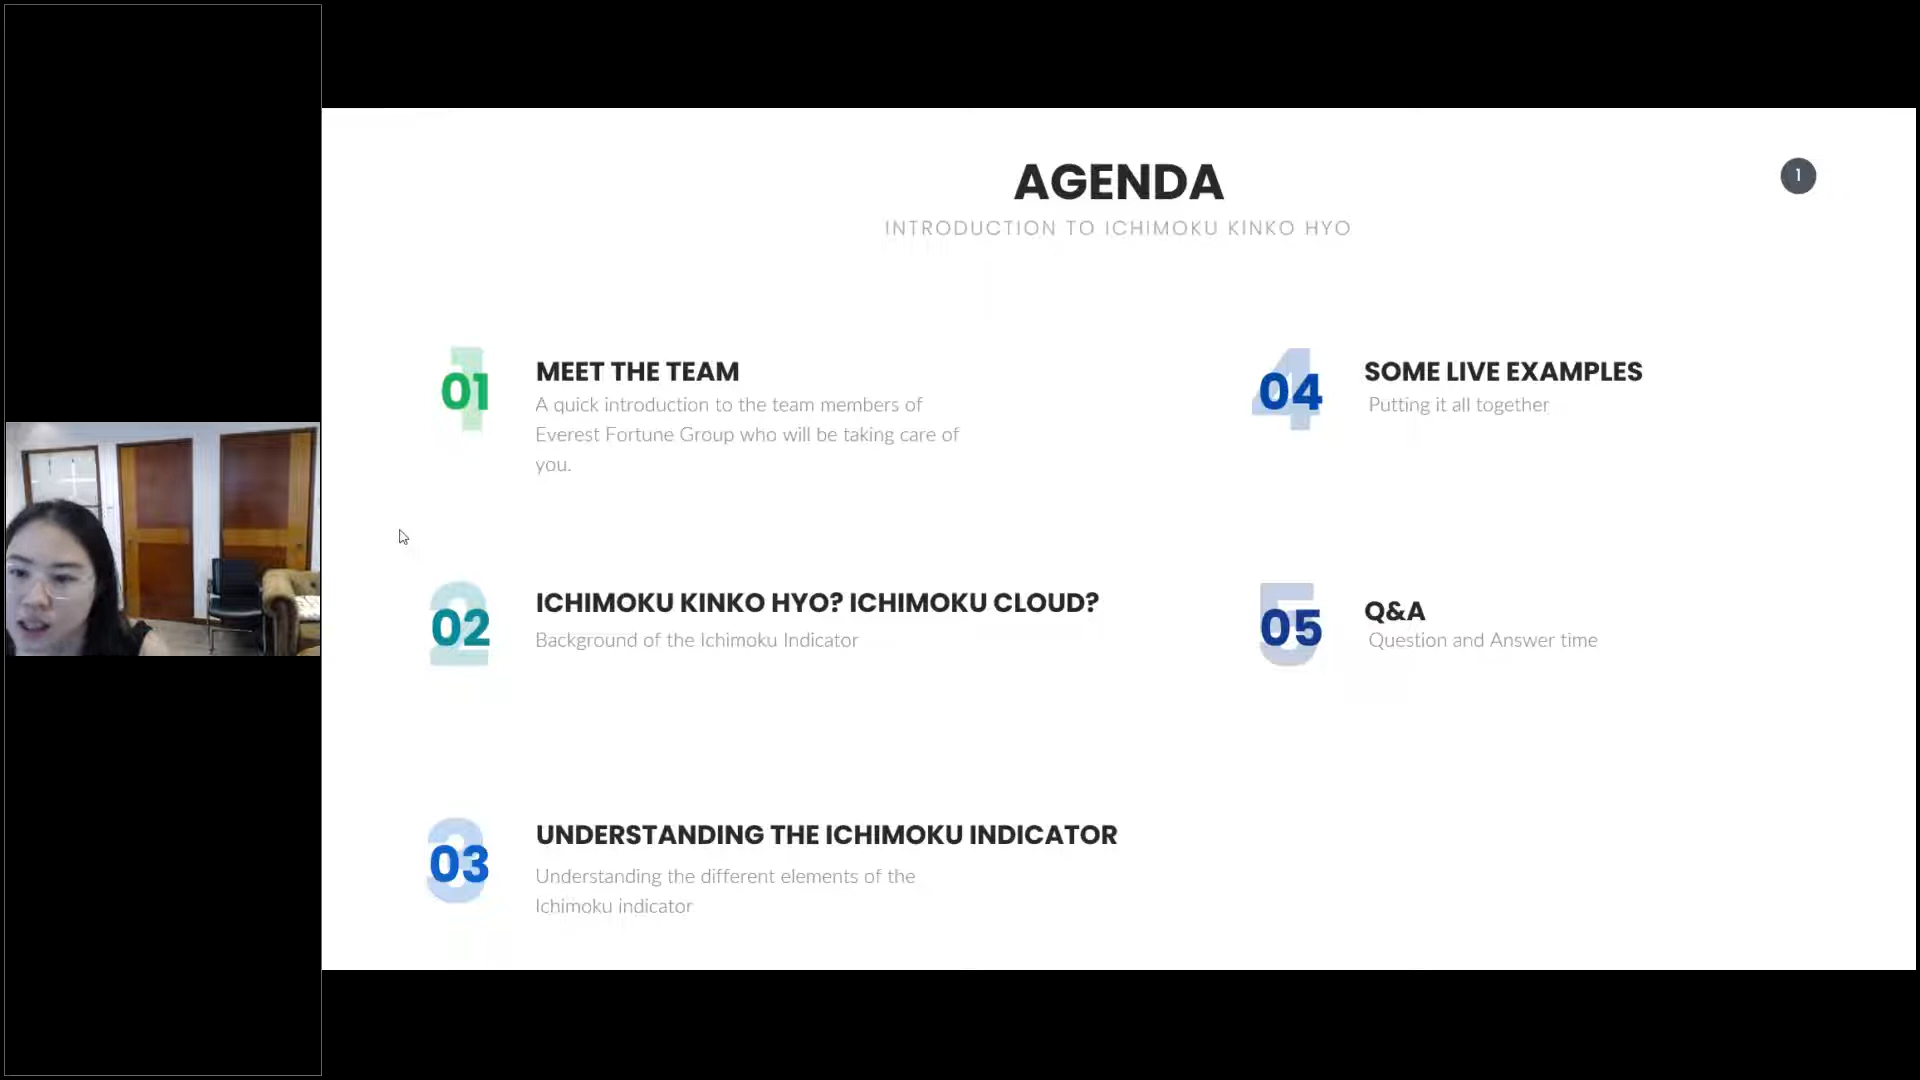 AGENDA
INTRODUCTION TO ICHIMOKU KINKO HYO
1
01
MEET THE TEAM
A quick introduction to the team members of
Everest Fortune Group who will be taking care of
you.
02
ICHIMOKU KINKO HYO? ICHIMOKU CLOUD?
Background of the Ichimoku Indicator
03
UNDERSTANDING THE ICHIMOKU INDICATOR
Understanding the different elements of the
Ichimoku indicator
04
SOME LIVE EXAMPLES
Putting it all together
05
Q&A
Question and Answer time